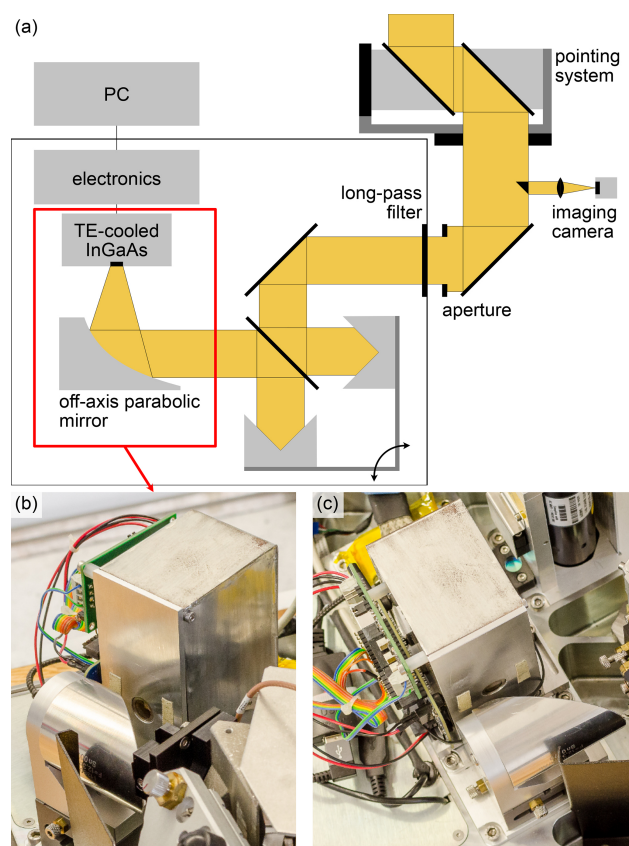 (a)
pointing
system
PC
electronics
long-pass
filter
TE-cooled
InGaAs
imaging
camera
aperture
off-axis parabolic
mirror
(b)
(c)